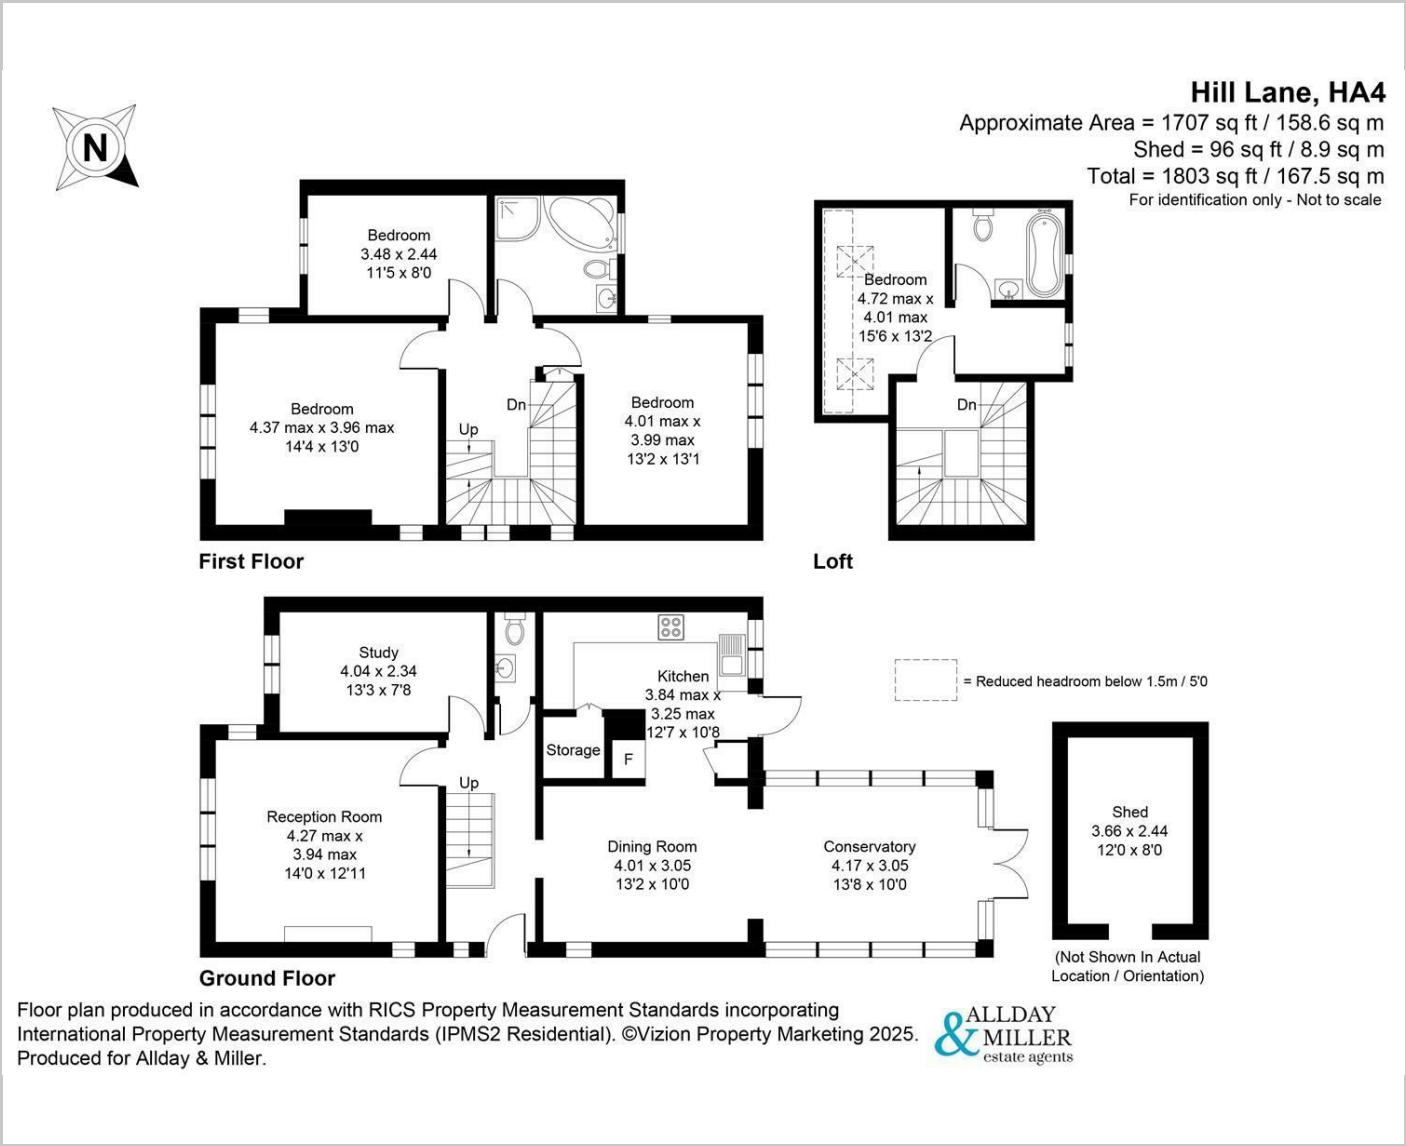 Hill Lane, HA4
Approximate Area = 1707 sq ft / 158.6 sq m
Shed = 96 sq ft / 8.9 sq m
Total = 1803 sq ft / 167.5 sq m
For identification only - Not to scale
N
Bedroom
3.48 x 2.44
11'5 x 8'0
Bedroom
4.37 max x 3.96 max
14'4 x 13'0
Up
Dn
Bedroom
4.01 max x
3.99 max
13'2 x 13'1
First Floor
Bedroom
4.72 max x
4.01 max
15'6 x 13'2
Dn
Loft
Study
4.04 x 2.34
13'3 x 7'8
Kitchen
3.84 max x
3.25 max
12'7 x 10'8
Storage
F
Up
Reception Room
4.27 max x
3.94 max
14'0 x 12'11
Dining Room
4.01 x 3.05
13'2 x 10'0
Conservatory
4.17 x 3.05
13'8 x 10'0
Ground Floor
= Reduced headroom below 1.5m / 5'0
Shed
3.66 x 2.44
12'0 x 8'0
(Not Shown In Actual
Location / Orientation)
Floor plan produced in accordance with RICS Property Measurement Standards incorporating
International Property Measurement Standards (IPMS2 Residential). ©Vizion Property Marketing 2025.
Produced for Allday & Miller.
ALLDAY
& MILLER
estate agents